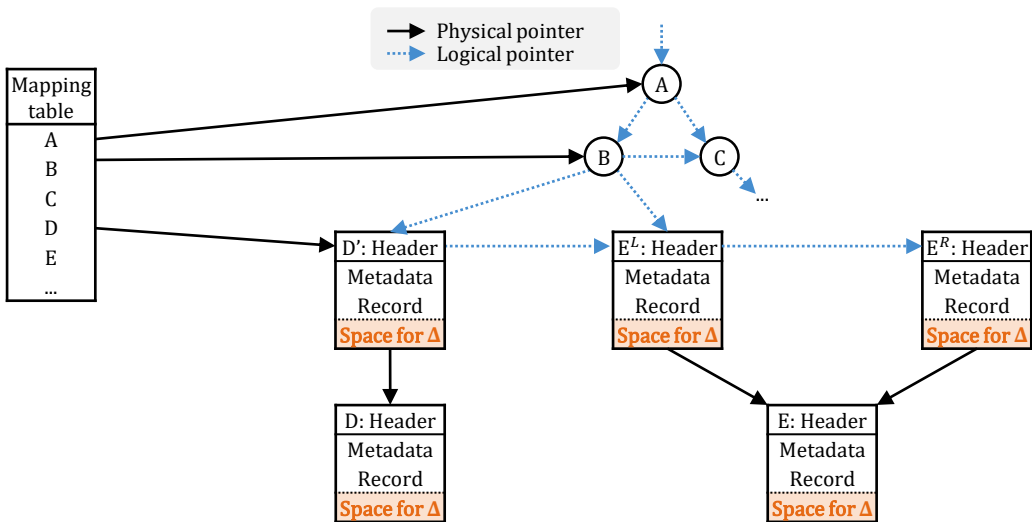 Physical pointer
Logical pointer
Mapping
table
A
B
C
D
E
...
A
B
C
...
D’: Header
Metadata
Record
Space for Δ
E^L: Header
Metadata
Record
Space for Δ
E^R: Header
Metadata
Record
Space for Δ
D: Header
Metadata
Record
Space for Δ
E: Header
Metadata
Record
Space for Δ